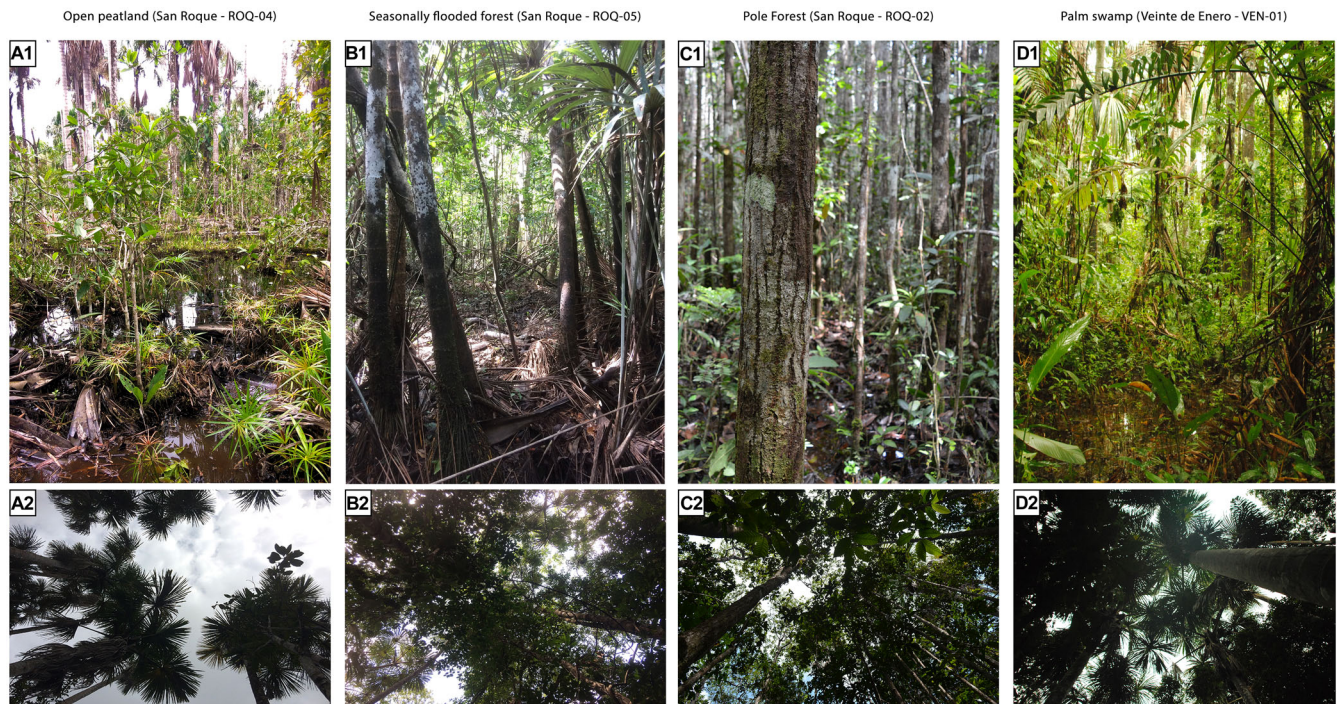 Open peatland (San Roque - ROQ-04)
Seasonally flooded forest (San Roque - ROQ-05)
Pole Forest (San Roque - ROQ-02)
Palm swamp (Veinte de Enero - VEN-01)
A1
B1
C1
D1
A2
B2
C2
D2